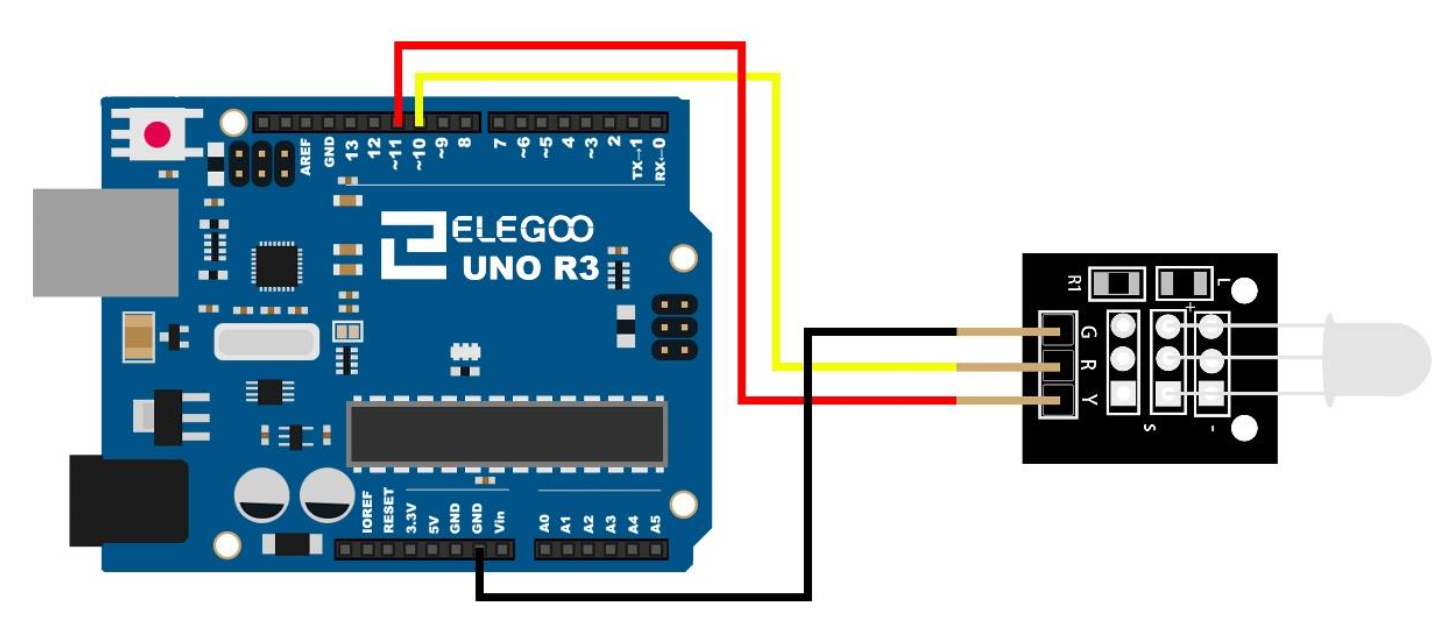 AREF
GND
13
12
~11
~10
~9
8
7
~6
~5
4
~3
2
TX→1
RX←0
ELEGOO
UNO R3
IOREF
RESET
3.3V
5V
GND
GND
Vin
A0
A1
A2
A3
A4
A5
R1
L
+
G
R
Y
S
-